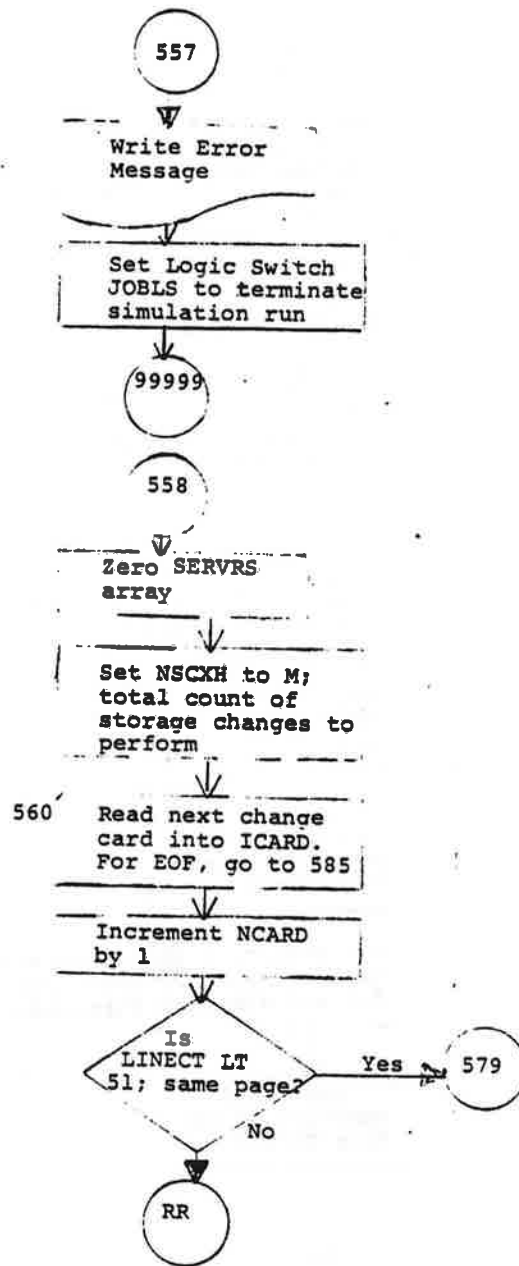 557
Write Error
Message
Set Logic Switch
JOBLS to terminate
simulation run
99999
558
Zero SERVRS
array
Set NSCXH to M;
total count of
storage changes to
perform
560
Read next change
card into ICARD.
For EOF, go to 585
Increment NCARD
by 1
Is
LINECT LT
51; same page?
Yes
579
No
RR